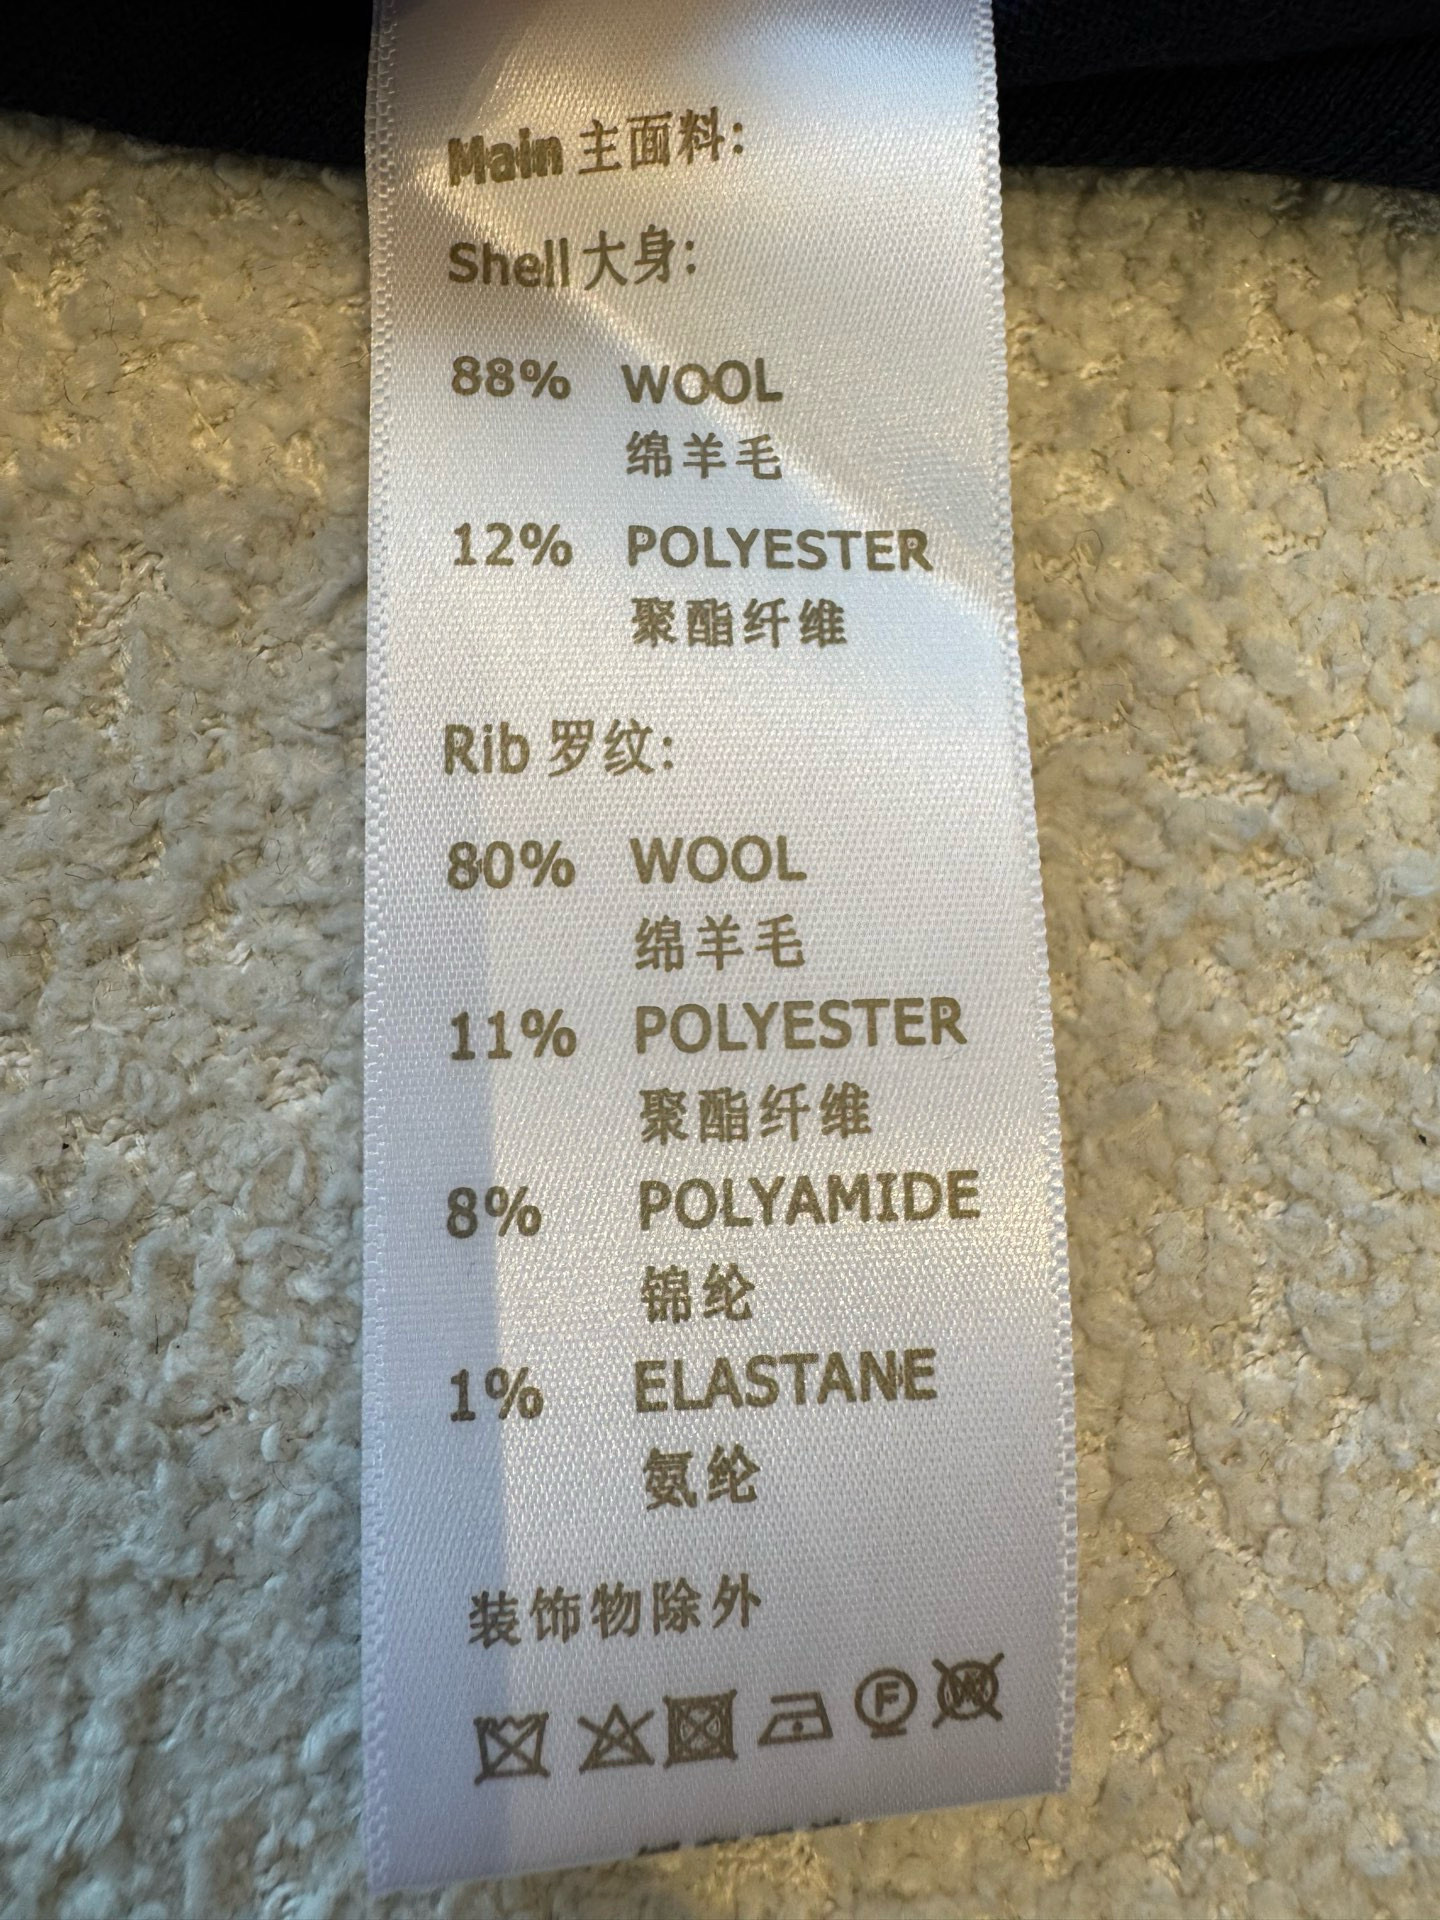 Main 主面料:
Shell 大身:
88% WOOL
绵羊毛
12% POLYESTER
聚酯纤维
Rib 罗纹:
80% WOOL
绵羊毛
11% POLYESTER
聚酯纤维
8% POLYAMIDE
锦纶
1% ELASTANE
氨纶
装饰物除外
F W